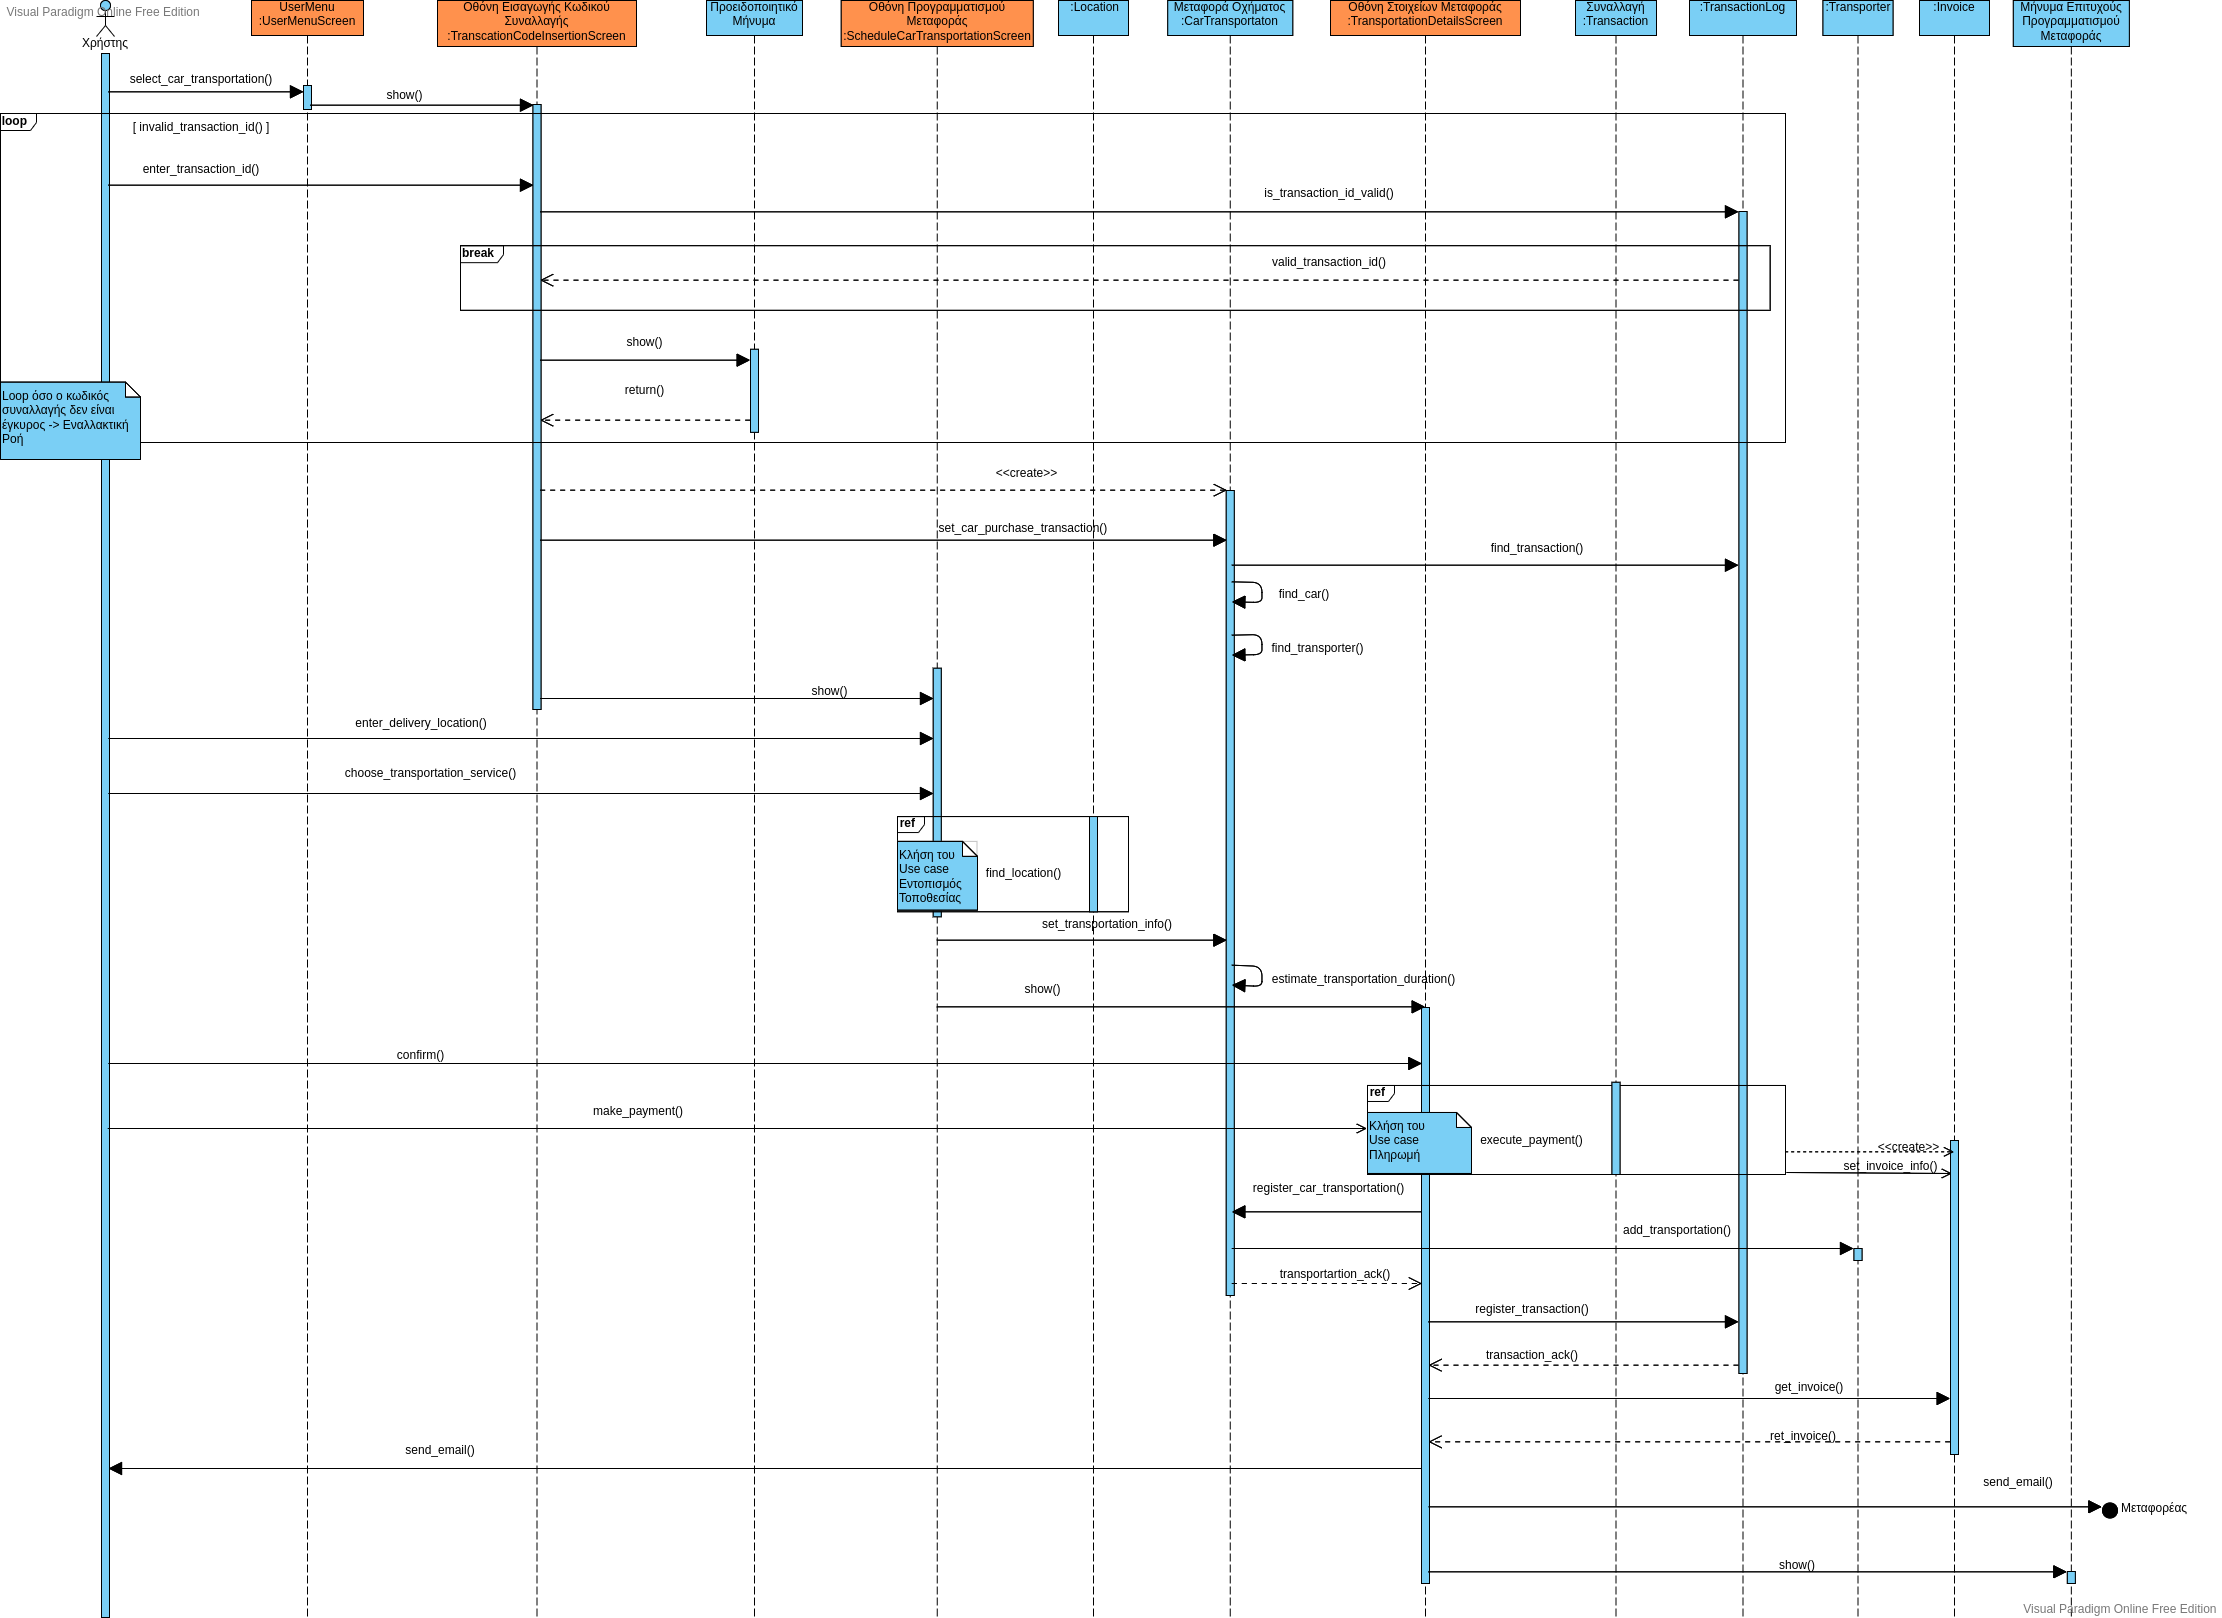 Visual Paradigm Online Free Edition
Χρήστης
UserMenu
:UserMenuScreen
Οθόνη Εισαγωγής Κωδικού
Συναλλαγής
:TranscationCodeInsertionScreen
Προειδοποιητικό
Μήνυμα
Οθόνη Προγραμματισμού
Μεταφοράς
:ScheduleCarTransportationScreen
:Location
Μεταφορά Οχήματος
:CarTransportaton
Οθόνη Στοιχείων Μεταφοράς
:TransportationDetailsScreen
Συναλλαγή
:Transaction
:TransactionLog
:Transporter
:Invoice
Μήνυμα Επιτυχούς
Προγραμματισμού
Μεταφοράς
select_car_transportation()
show()
loop
[ invalid_transaction_id() ]
enter_transaction_id()
is_transaction_id_valid()
break
valid_transaction_id()
show()
return()
Loop όσο ο κωδικός
συναλλαγής δεν είναι
έγκυρος -> Εναλλακτική
Ροή
<<create>>
set_car_purchase_transaction()
find_transaction()
find_car()
find_transporter()
show()
enter_delivery_location()
choose_transportation_service()
ref
Κλήση του
Use case
Εντοπισμός
Τοποθεσίας
find_location()
set_transportation_info()
estimate_transportation_duration()
show()
confirm()
ref
make_payment()
Κλήση του
Use case
Πληρωμή
execute_payment()
<<create>>
set_invoice_info()
register_car_transportation()
add_transportation()
transportartion_ack()
register_transaction()
transaction_ack()
get_invoice()
ret_invoice()
send_email()
send_email()
Μεταφορέας
show()
Visual Paradigm Online Free Edition